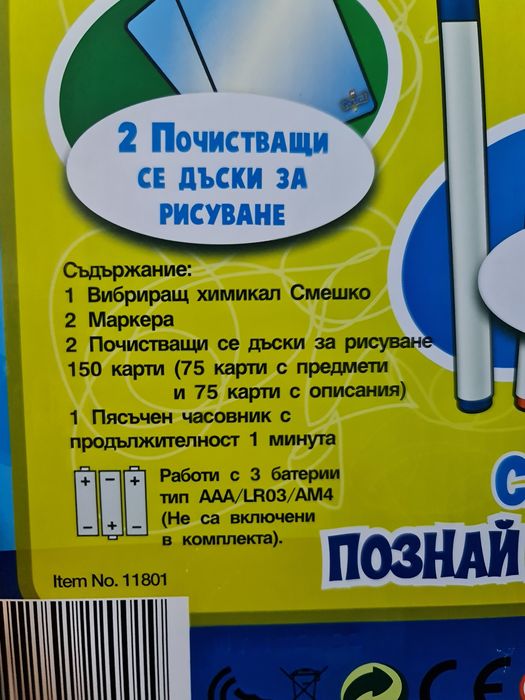 2 Почистващи
се дъски за
рисуване
Съдържание:
1 Вибриращ химикал Смешко
2 Маркера
2 Почистващи се дъски за рисуване
150 карти (75 карти с предмети
и 75 карти с описания)
1 Пясъчен часовник с
продължителност 1 минута
Работи с 3 батерии
тип AAA/LR03/AM4
(Не са включени
в комплекта).
ПОЗНАЙ
Item No. 11801
CE